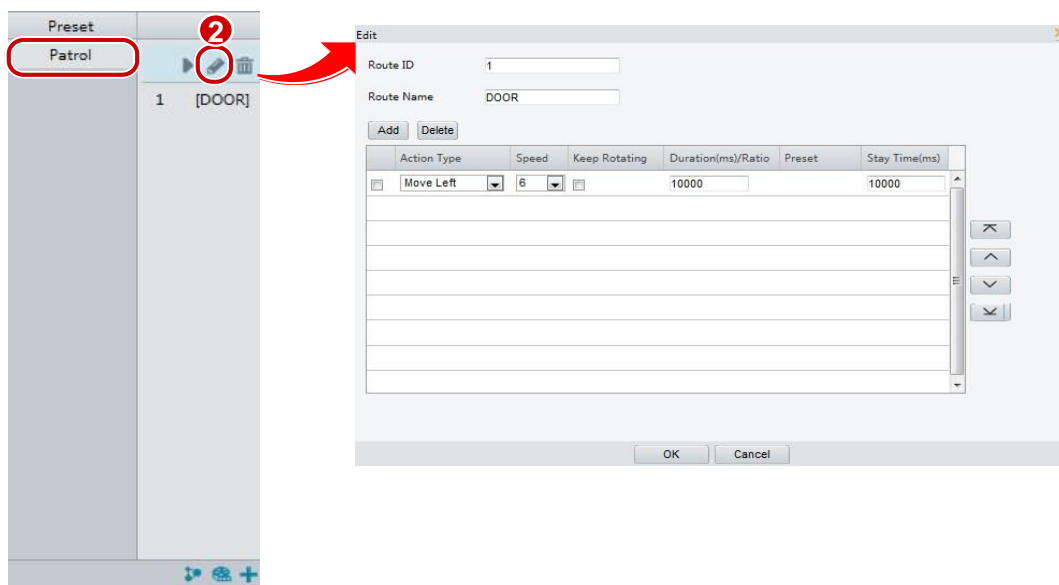 Preset
Patrol
2
1 [DOOR]
Edit
Route ID 1
Route Name DOOR
Add Delete
Action Type Speed Keep Rotating Duration(ms)/Ratio Preset Stay Time(ms)
Move Left 6 10000 10000
OK Cancel